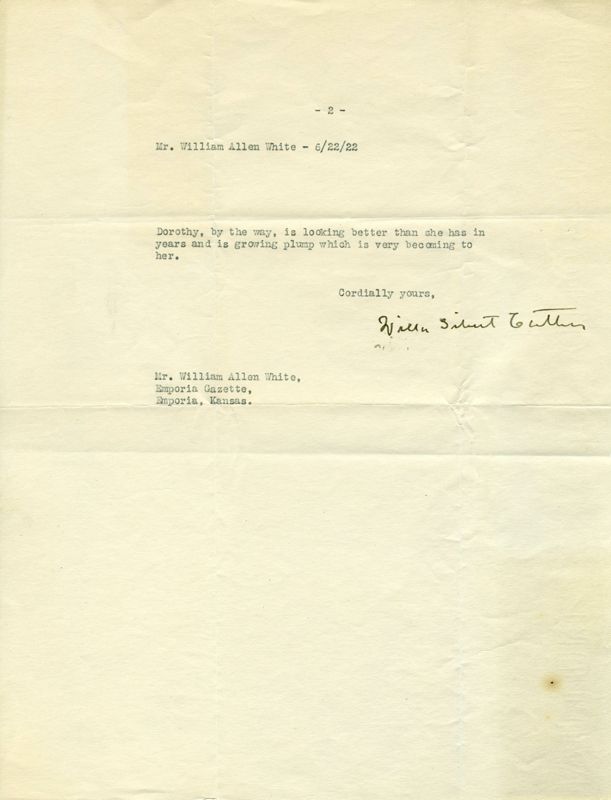 - 2 -
Mr. William Allen White - 6/22/22
Dorothy, by the way, is looking better than she has in
years and is growing plump which is very becoming to
her.
Cordially yours,
Willa Sibert Cather
Mr. William Allen White,
Emporia Gazette,
Emporia, Kansas.